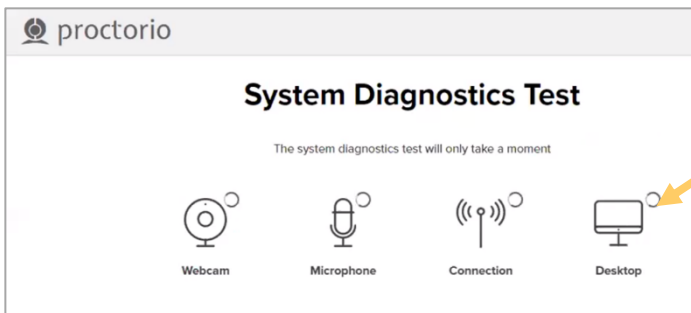 proctorio
System Diagnostics Test
The system diagnostics test will only take a moment
Webcam Microphone Connection Desktop